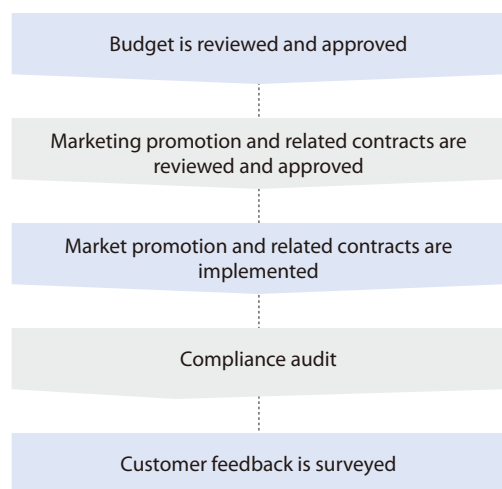 Budget is reviewed and approved
Marketing promotion and related contracts are
reviewed and approved
Market promotion and related contracts are
implemented
Compliance audit
Customer feedback is surveyed